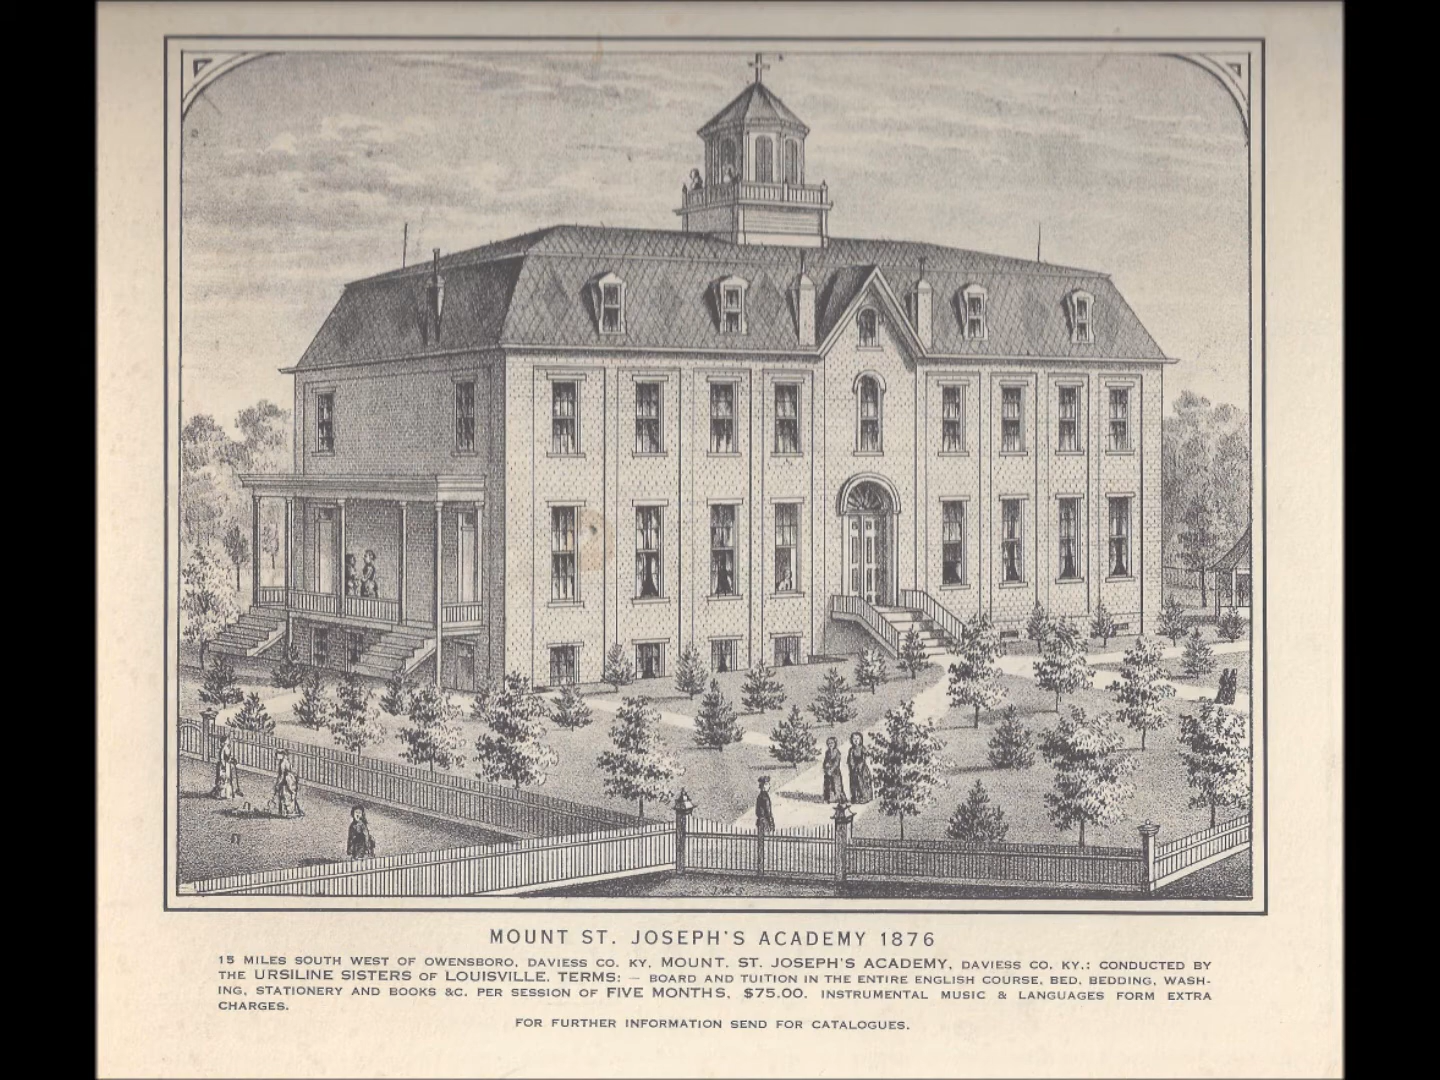 MOUNT ST. JOSEPH'S ACADEMY 1876
15 MILES SOUTH WEST OF OWENSBORO, DAVIESS CO. KY, MOUNT. ST. JOSEPH'S ACADEMY, DAVIESS CO, KY.: CONDUCTED BY
THE URSILINE SISTERS OF LOUISVILLE. TERMS: — BOARD AND TUITION IN THE ENTIRE ENGLISH COURSE, BED, BEDDING, WASH-
ING, STATIONERY AND BOOKS &C. PER SESSION OF FIVE MONTHS, $75.00. INSTRUMENTAL MUSIC & LANGUAGES FORM EXTRA
CHARGES.
FOR FURTHER INFORMATION SEND FOR CATALOGUES.